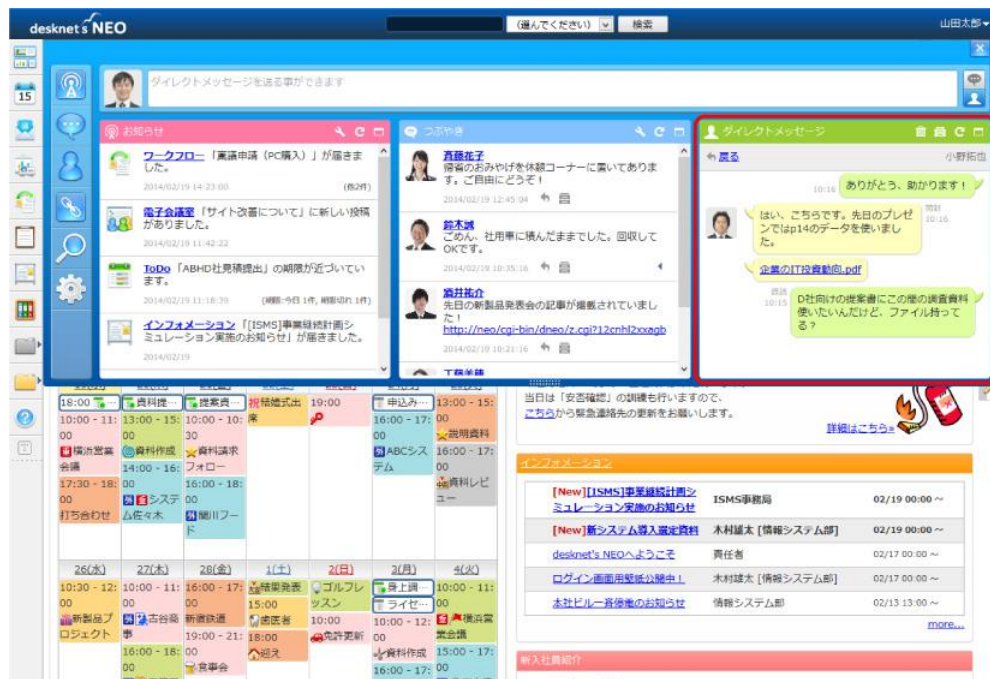 desknet's NEO
(選んでください)
検索
山田太郎
15
ダイレクトメッセージを送る事ができます
お知らせ
ワークフロー「稟議申請（PC購入）」が届きました。
2014/02/19 14:23:00
(他2件)
電子会議室「サイト改善について」に新しい投稿がありました。
2014/02/19 11:42:22
ToDo「ABHD社見積提出」の期限が近づいています。
2014/02/19 11:18:39
(期限:今日 1件, 期限切れ 1件)
インフォメーション「[ISMS]事業継続計画シミュレーション実施のお知らせ」が届きました。
2014/02/19
つぶやき
斉藤花子
帰省のおみやげを休憩コーナーに置いてあります。ご自由にどうぞ！
2014/02/19 12:45:04
鈴木誠
ごめん、社用車に積んだままでした。回収してOKです。
2014/02/19 10:35:16
酒井祐介
先日の新製品発表会の記事が掲載されていました！
http://neo/cgi-bin/dneo/z.cgi?12cnhl2xxagb
2014/02/19 10:21:16
工藤美穂
ダイレクトメッセージ
戻る
小野拓也
10:16
ありがとう、助かります！
はい、こちらです。先日のプレゼンではp14のデータを使いました。
開封
10:16
企業のIT投資動向.pdf
既読
10:15
D社向けの提案書にこの間の調査資料使いたいんだけど、ファイル持ってる？
18:00
資料提…
提案資…
祝 結婚式出席
19:00
申込み…
13:00 - 15:00
説明資料
10:00 - 11:00
横浜営業会議
13:00 - 15:00
資料作成
10:00 - 10:30
資料請求フォロー
16:00 - 17:00
ABCシステム
16:00 - 17:00
資料レビュー
17:30 - 18:00
打ち合わせ
14:00 - 16:00
外 システム佐々木
16:00 - 18:00
外 関川フード
26(水)
27(木)
28(金)
1(土)
2(日)
3(月)
4(火)
10:30 - 12:00
新製品プロジェクト
10:00 - 11:00
外 古谷商事
16:00 - 17:00
新宿鉄道
結果発表
ゴルフレッスン
身上調…
ライセ…
10:00 - 11:00
横浜営業会議
15:00
歯医者
10:00
免許更新
10:00 - 12:00
資料作成
16:00 - 18:00
19:00 - 21:00
食事会
18:00
迎え
16:00 - 17:
15:00 - 17:00
当日は「安否確認」の訓練も行いますので、
こちらから緊急連絡先の更新をお願いします。
詳細はこちら»
インフォメーション
[New][ISMS]事業継続計画シミュレーション実施のお知らせ
ISMS事務局
02/19 00:00 ～
[New]新システム導入選定資料
木村雄太 [情報システム部]
02/19 00:00 ～
desknet's NEOへようこそ
責任者
02/17 00:00 ～
ログイン画面用壁紙公開中！
木村雄太 [情報システム部]
02/17 00:00 ～
本社ビル一斉停電のお知らせ
情報システム部
02/13 13:00 ～
more...
新入社員紹介